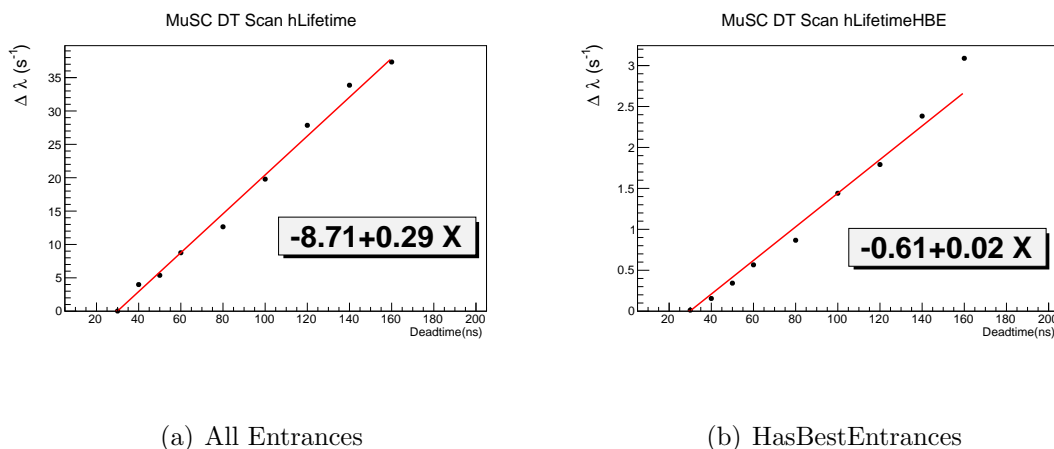 MuSC DT Scan hLifetime
Δ λ (s⁻¹)
35
30
25
20
15
10
5
0
20 40 60 80 100 120 140 160 180 200
Deadtime(ns)
-8.71+0.29 X
(a) All Entrances
MuSC DT Scan hLifetimeHBE
Δ λ (s⁻¹)
3
2.5
2
1.5
1
0.5
0
20 40 60 80 100 120 140 160 180 200
Deadtime(ns)
-0.61+0.02 X
(b) HasBestEntrances